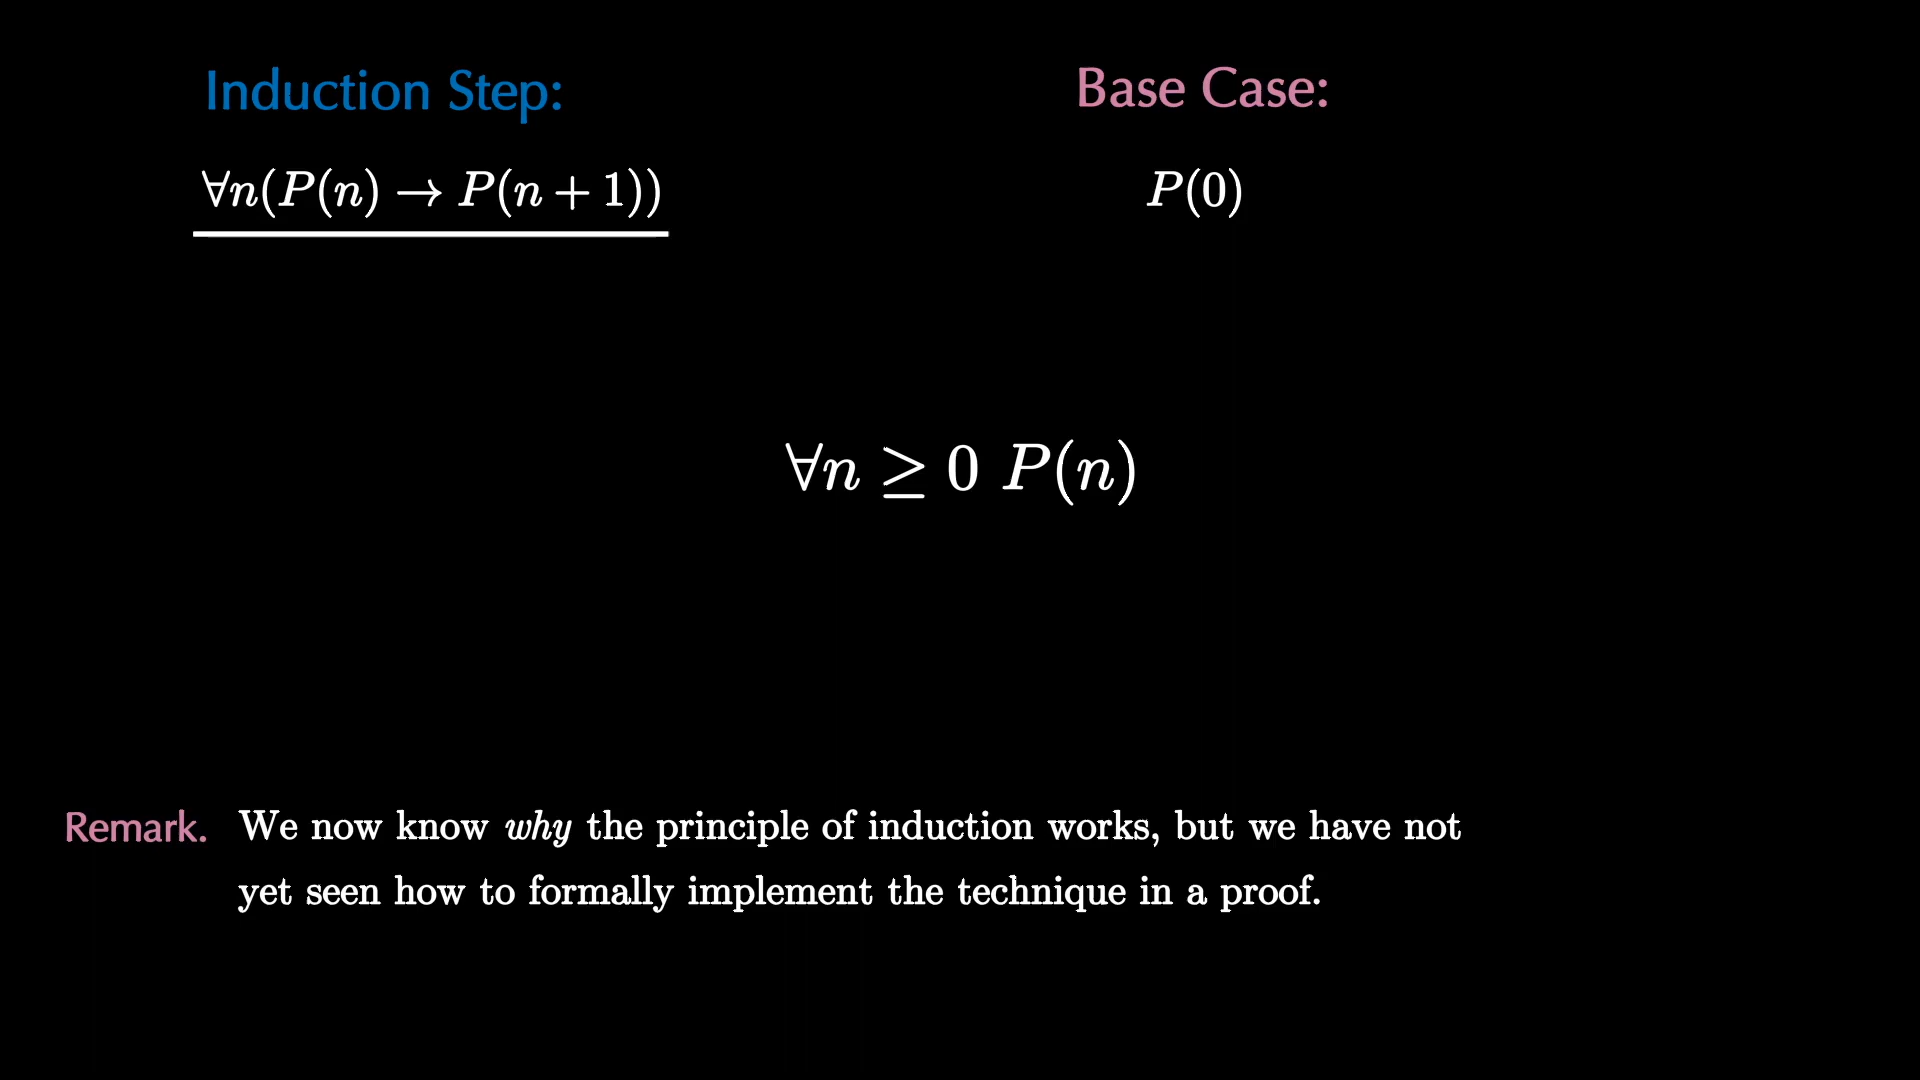 Induction Step:
Base Case:
∀n(P(n) → P(n + 1))
P(0)
∀n ≥ 0 P(n)
Remark. We now know why the principle of induction works, but we have not
yet seen how to formally implement the technique in a proof.